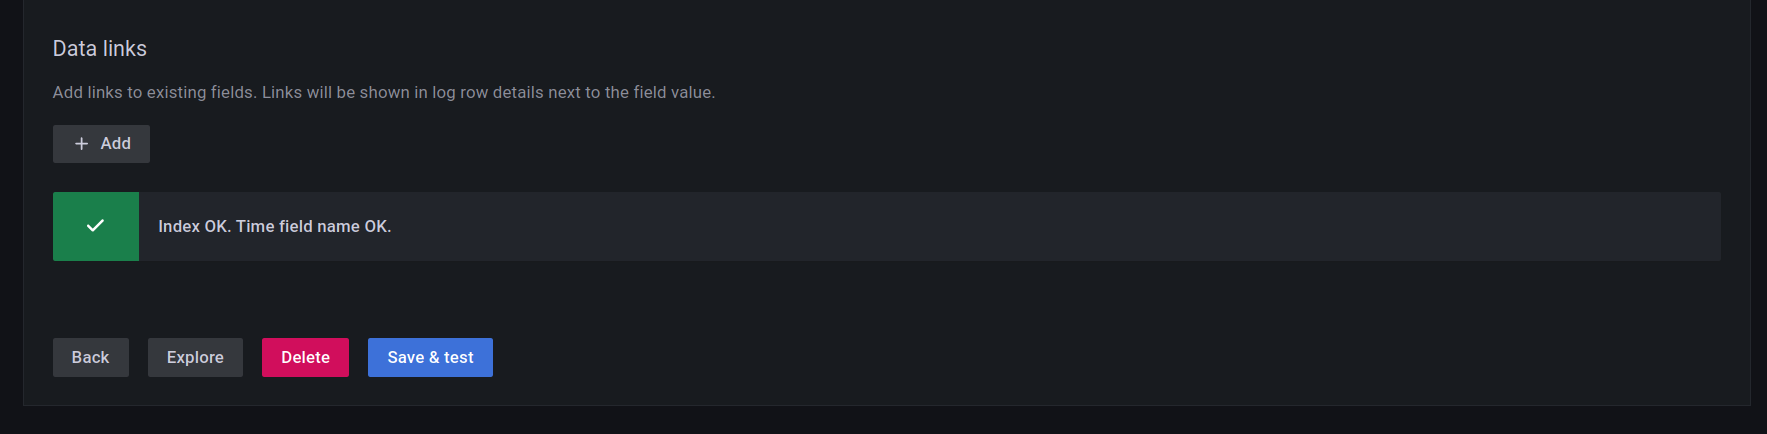 Data links
Add links to existing fields. Links will be shown in log row details next to the field value.
+ Add
Index OK. Time field name OK.
Back Explore Delete Save & test